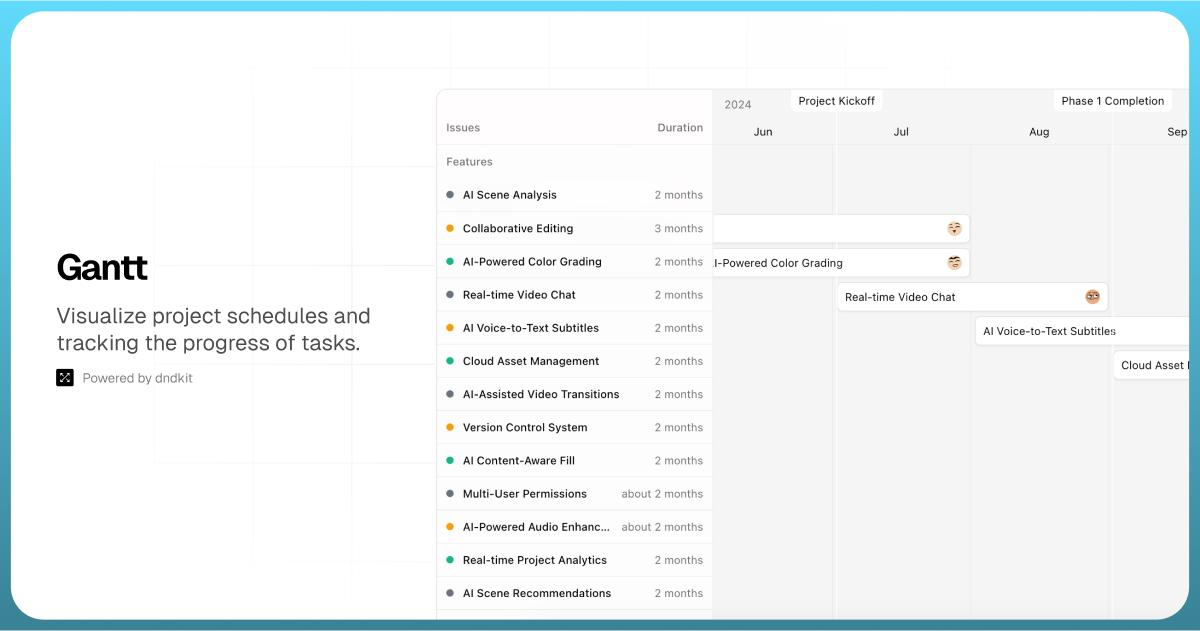 Gantt
Visualize project schedules and
tracking the progress of tasks.
Powered by dndkit
Issues Duration
Features
AI Scene Analysis 2 months
Collaborative Editing 3 months
AI-Powered Color Grading 2 months
Real-time Video Chat 2 months
AI Voice-to-Text Subtitles 2 months
Cloud Asset Management 2 months
AI-Assisted Video Transitions 2 months
Version Control System 2 months
AI Content-Aware Fill 2 months
Multi-User Permissions about 2 months
AI-Powered Audio Enhanc... about 2 months
Real-time Project Analytics 2 months
AI Scene Recommendations 2 months
2024 Project Kickoff Phase 1 Completion
Jun Jul Aug Sep
I-Powered Color Grading
Real-time Video Chat
AI Voice-to-Text Subtitles
Cloud Asset